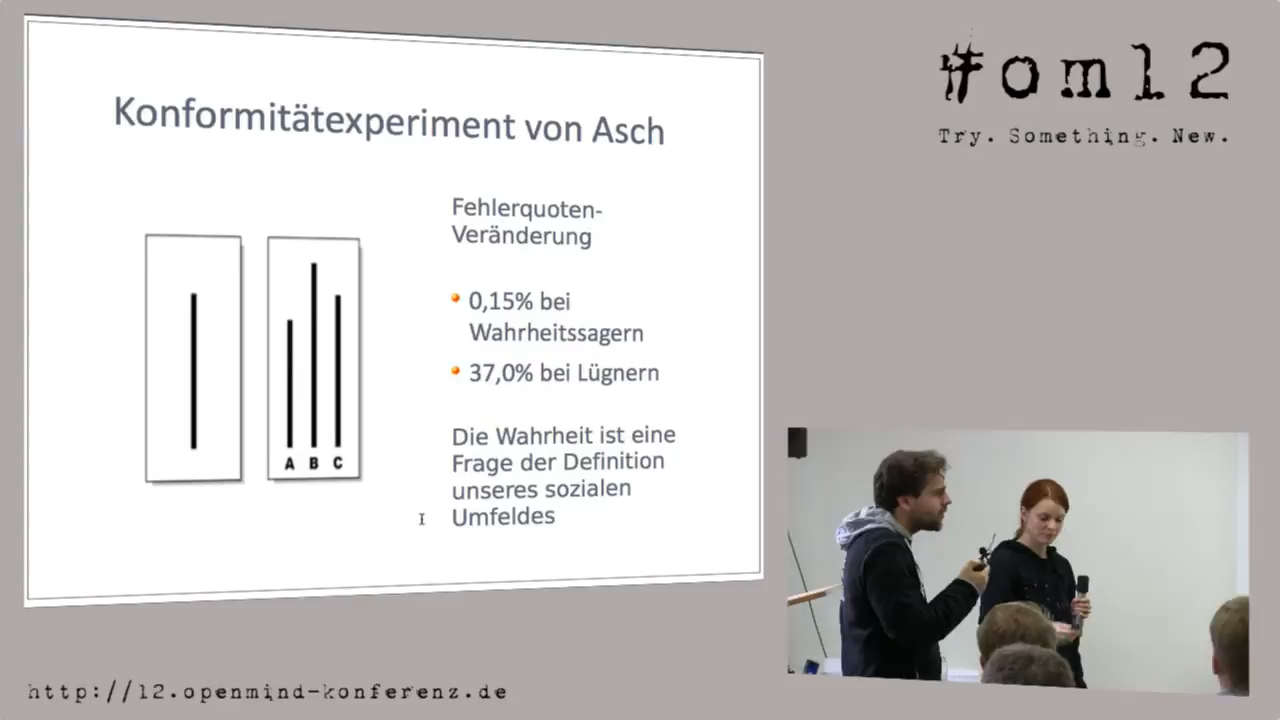 #om12
Try. Something. New.
Konformitätexperiment von Asch
Fehlerquoten-
Veränderung
0,15% bei
Wahrheitssagern
37,0% bei Lügnern
Die Wahrheit ist eine
Frage der Definition
unseres sozialen
Umfeldes
A B C
http://12.openmind-konferenz.de